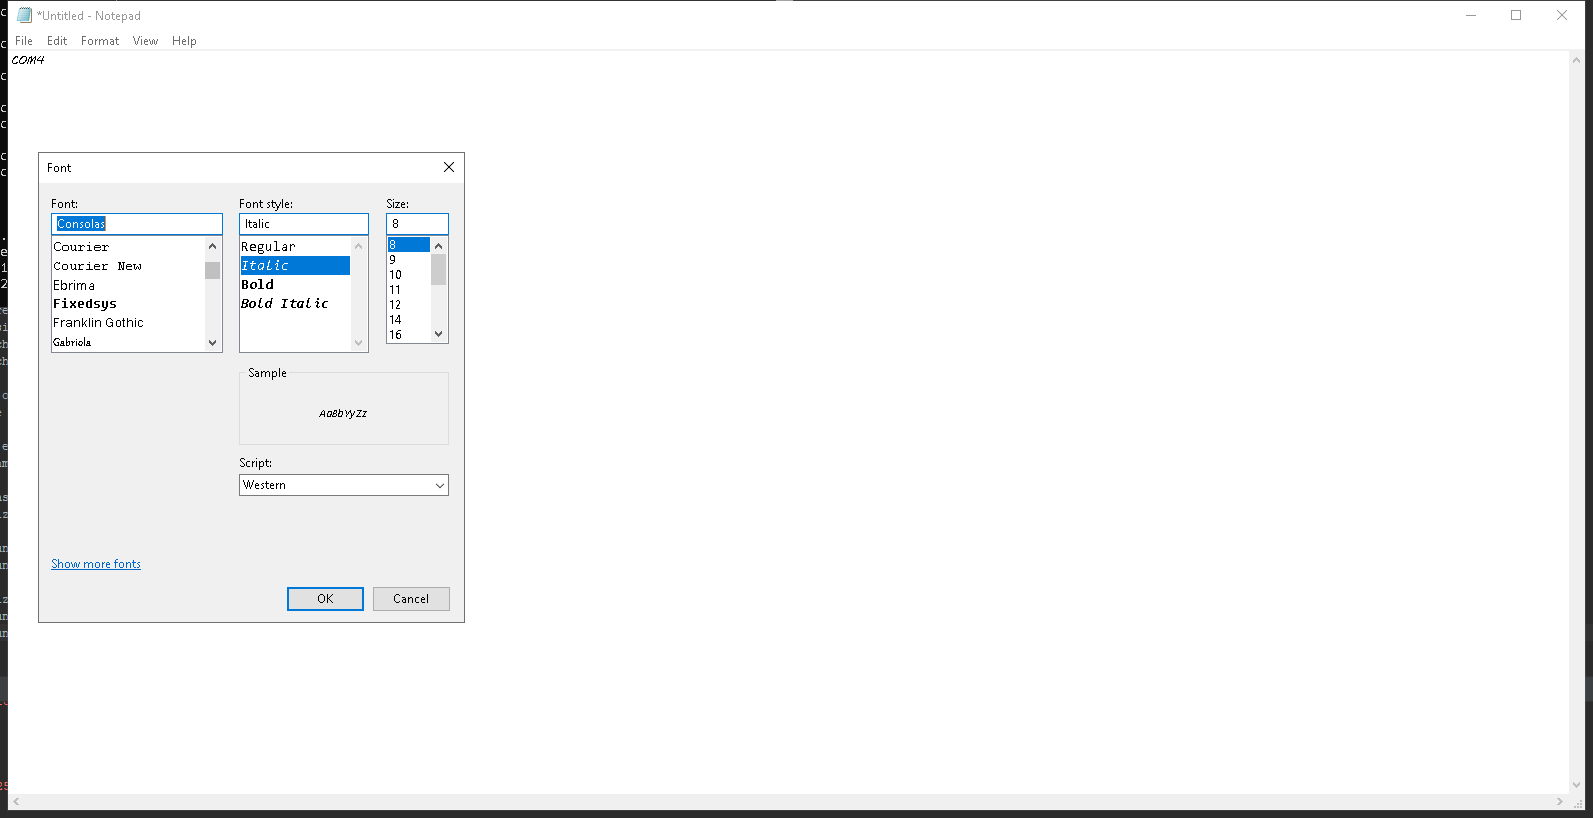 *Untitled - Notepad
File Edit Format View Help
COM4
Font
Font: Font style: Size:
Consolas Italic 8
Courier
Courier New
Ebrima
Fixedsys
Franklin Gothic
Gabriola
Regular
Italic
Bold
Bold Italic
8
9
10
11
12
14
16
Sample
AaBbYyZz
Script:
Western
Show more fonts
OK Cancel